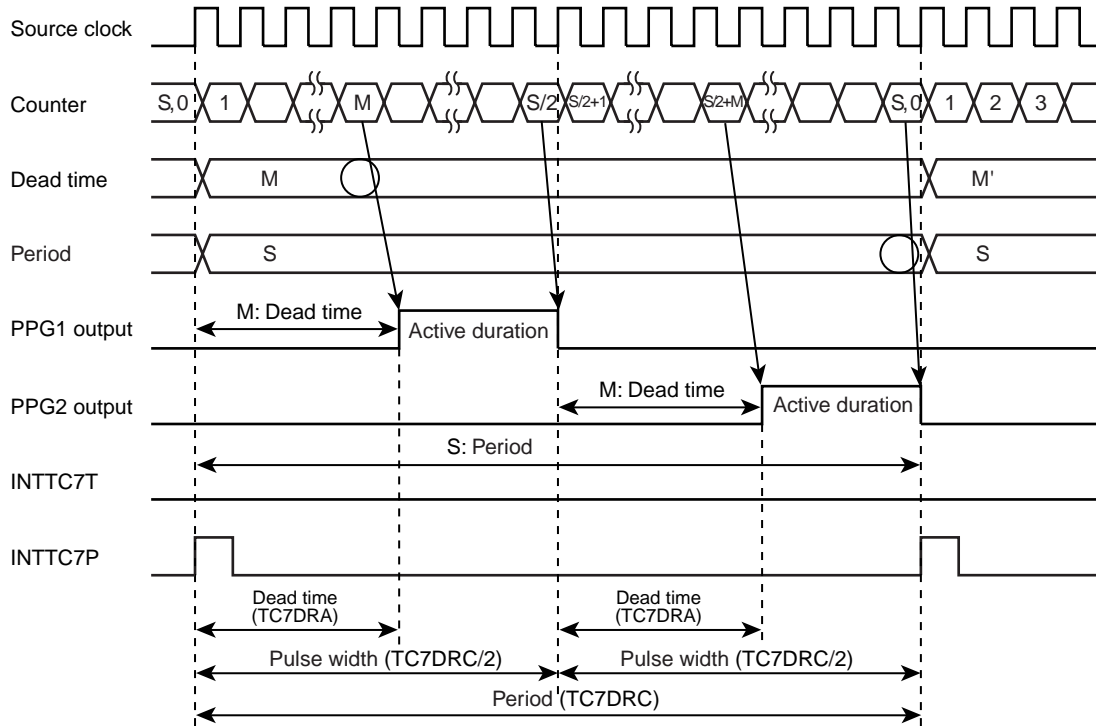 Source clock
Counter S,0 1 M S/2 S/2+1 S/2+M S,0 1 2 3
Dead time M M'
Period S S
M: Dead time
PPG1 output Active duration
M: Dead time
PPG2 output Active duration
S: Period
INTTC7T
INTTC7P
Dead time Dead time
(TC7DRA) (TC7DRA)
Pulse width (TC7DRC/2) Pulse width (TC7DRC/2)
Period (TC7DRC)